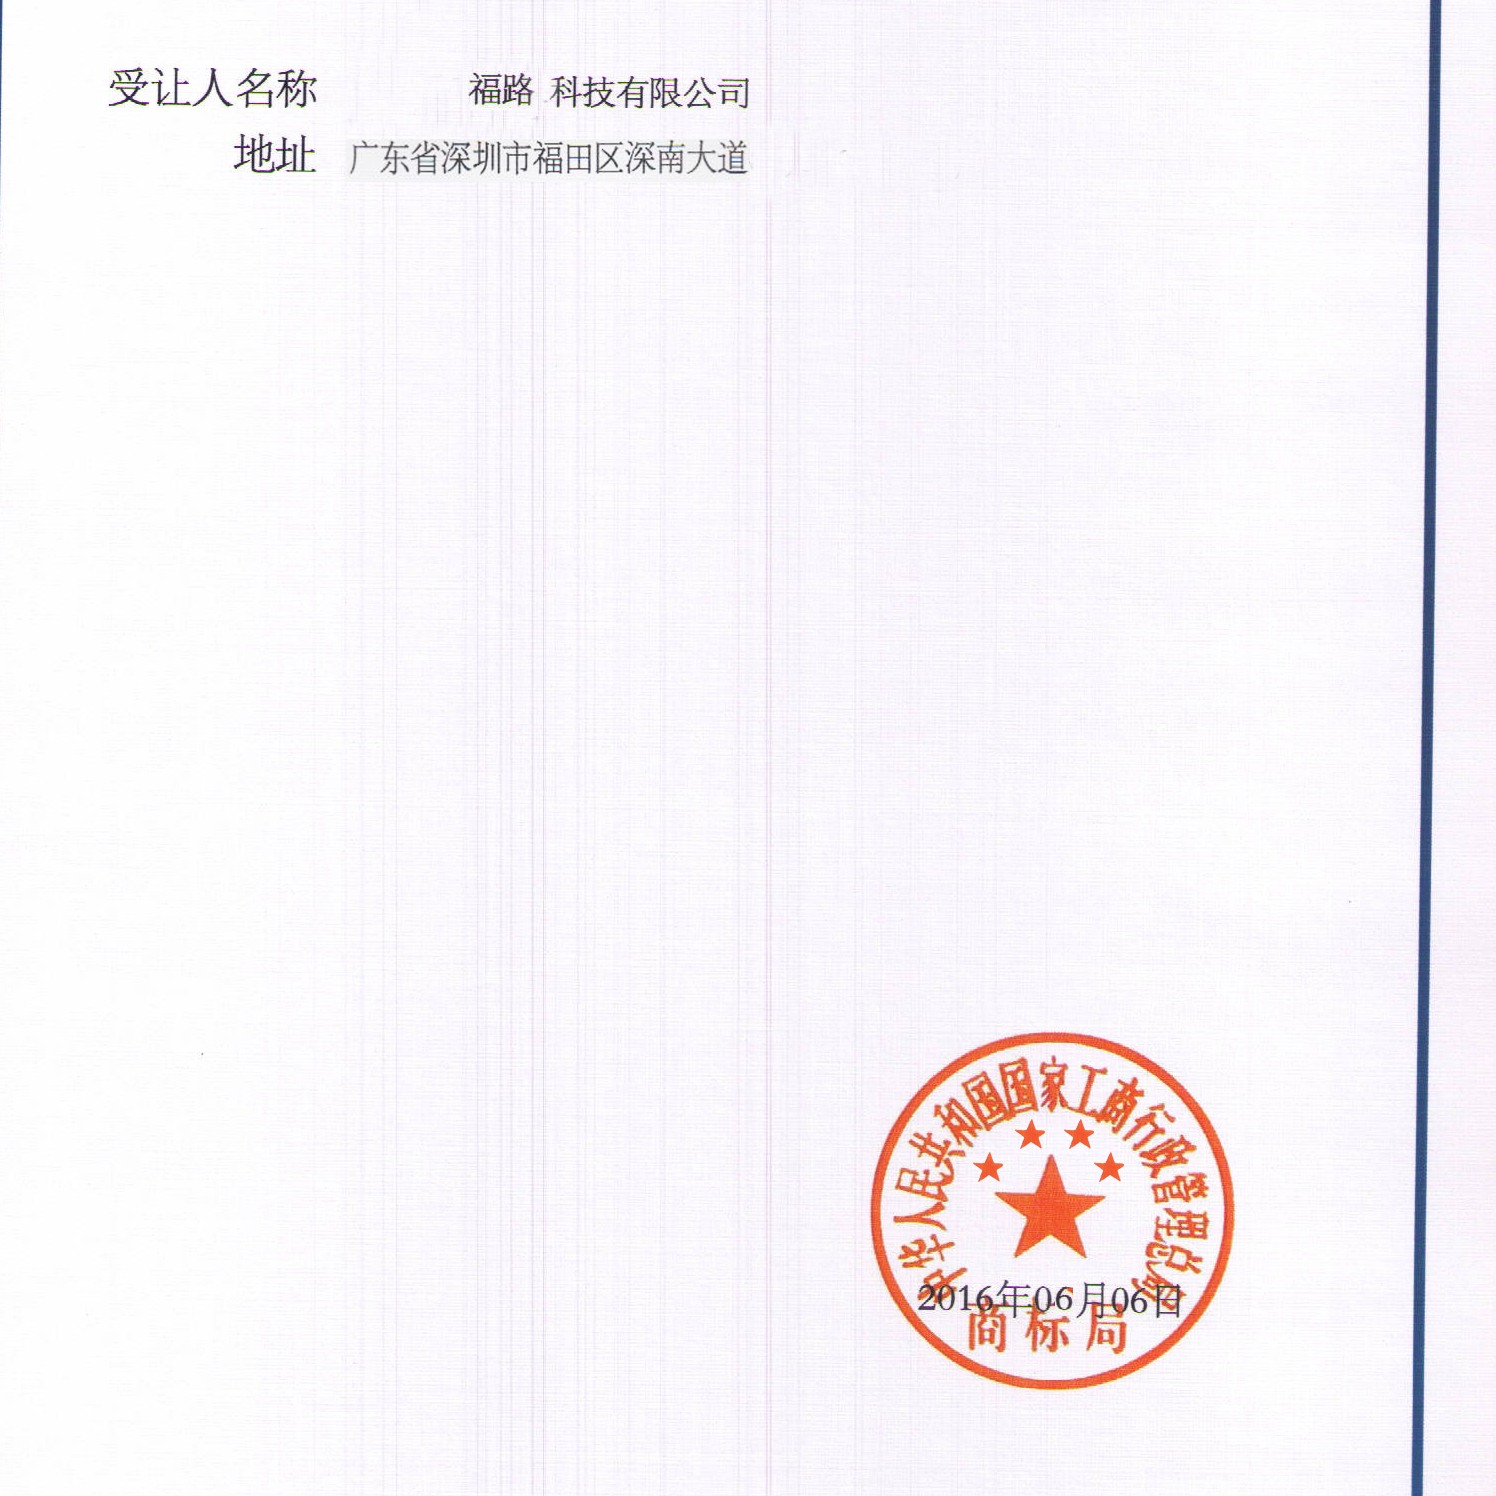 受让人名称 福路 科技有限公司
地址 广东省深圳市福田区深南大道
中华人民共和国国家工商行政管理总局
2016年06月06日
商标局